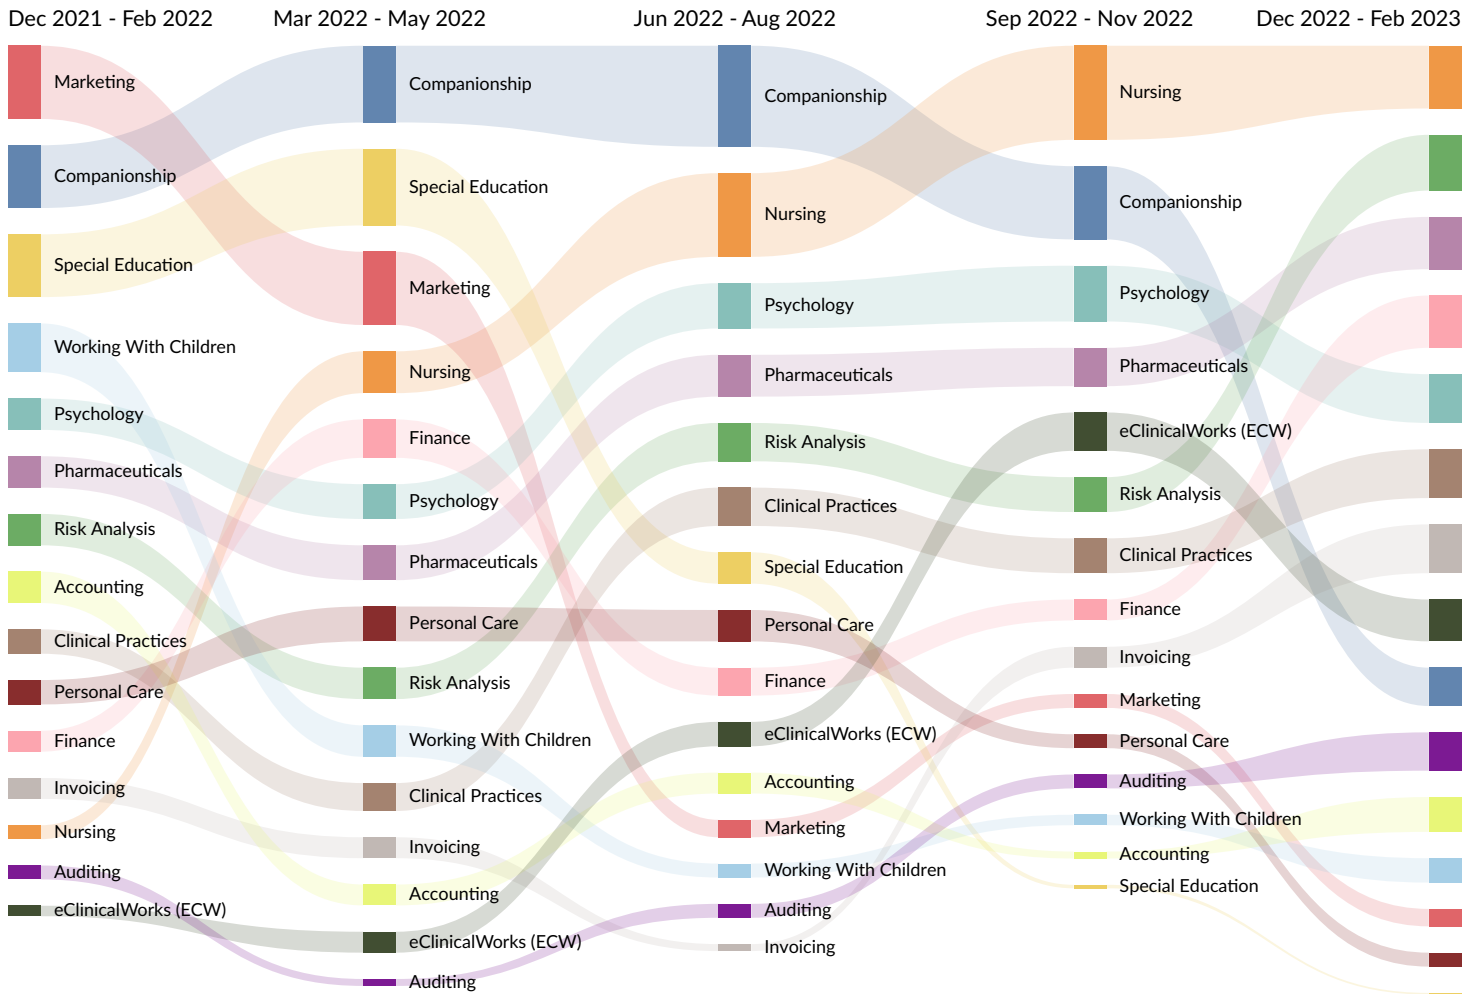 Dec 2021 - Feb 2022
Mar 2022 - May 2022
Jun 2022 - Aug 2022
Sep 2022 - Nov 2022
Dec 2022 - Feb 2023
Marketing
Companionship
Special Education
Working With Children
Psychology
Pharmaceuticals
Risk Analysis
Accounting
Clinical Practices
Personal Care
Finance
Invoicing
Nursing
Auditing
eClinicalWorks (ECW)
Companionship
Special Education
Marketing
Nursing
Finance
Psychology
Pharmaceuticals
Personal Care
Risk Analysis
Working With Children
Clinical Practices
Invoicing
Accounting
eClinicalWorks (ECW)
Auditing
Companionship
Nursing
Psychology
Pharmaceuticals
Risk Analysis
Clinical Practices
Special Education
Personal Care
Finance
eClinicalWorks (ECW)
Accounting
Marketing
Working With Children
Auditing
Invoicing
Nursing
Companionship
Psychology
Pharmaceuticals
eClinicalWorks (ECW)
Risk Analysis
Clinical Practices
Finance
Invoicing
Marketing
Personal Care
Auditing
Working With Children
Accounting
Special Education